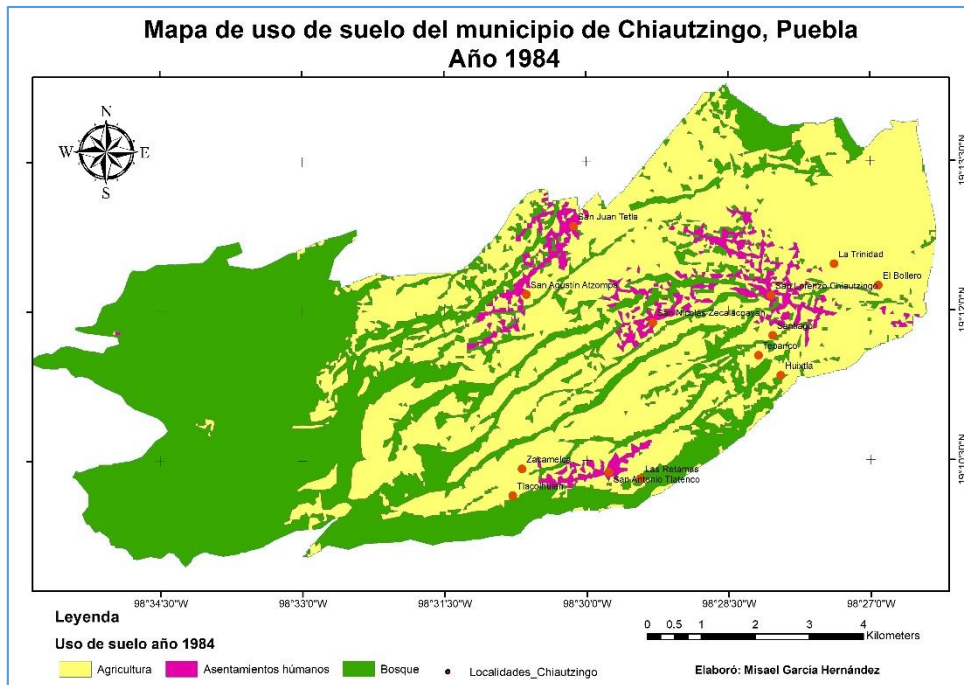 Mapa de uso de suelo del municipio de Chiautzingo, Puebla
Año 1984
N
W E
S
19°13'30"N
San Juan Tetla
La Trinidad
El Bollero
San Agustín Atzompa
San Lorenzo Chiautzingo
19°12'0"N
San Nicolás Zecalacoayan
Santiago
Tepanco
Huixtla
19°10'30"N
Zacamelca
Las Retamas
San Antonio Tlatenco
Tlacolhuian
98°34'30"W 98°33'0"W 98°31'30"W 98°30'0"W 98°28'30"W 98°27'0"W
Leyenda
Uso de suelo año 1984
0 0.5 1 2 3 4
Kilometers
Agricultura Asentamientos húmanos Bosque Localidades_Chiautzingo Elaboró: Misael García Hernández